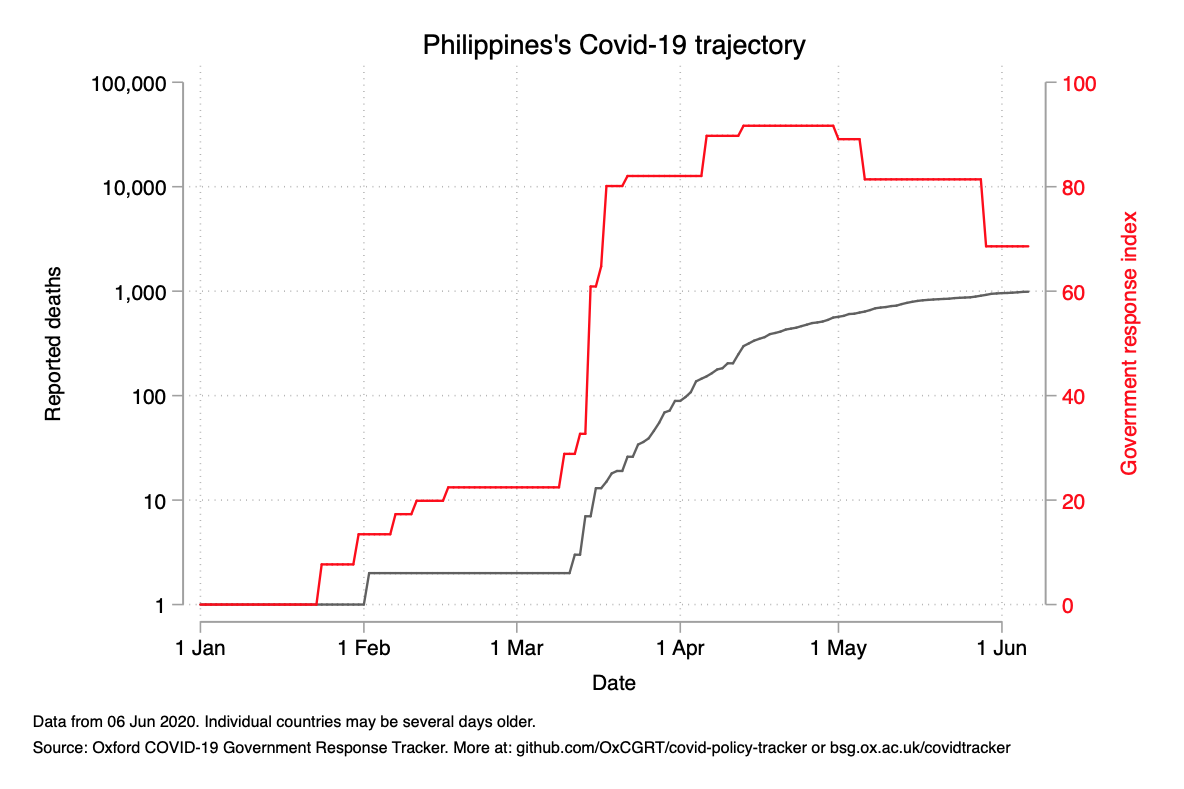 Philippines's Covid-19 trajectory
100,000
10,000
1,000
100
10
1
Reported deaths
100
80
60
40
20
0
Government response index
1 Jan
1 Feb
1 Mar
1 Apr
1 May
1 Jun
Date
Data from 06 Jun 2020. Individual countries may be several days older.
Source: Oxford COVID-19 Government Response Tracker. More at: github.com/OxCGRT/covid-policy-tracker or bsg.ox.ac.uk/covidtracker